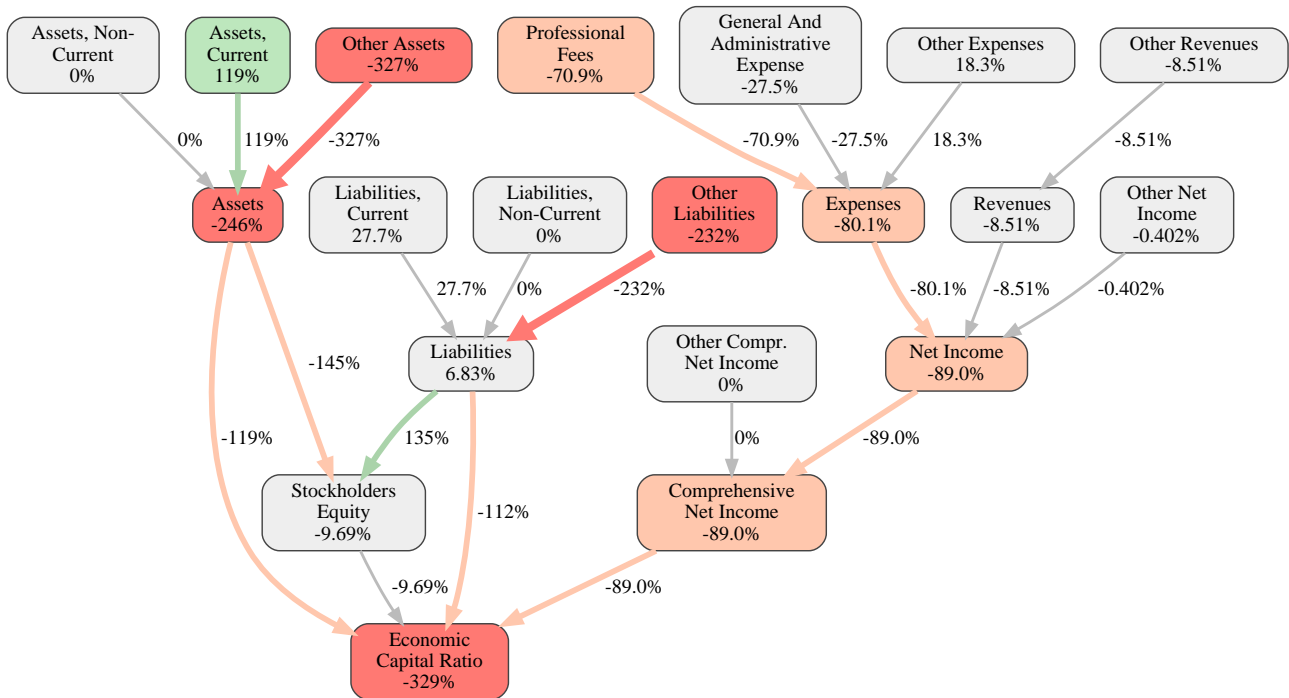 Assets, Non-
Current
0%
Assets,
Current
119%
Other Assets
-327%
Professional
Fees
-70.9%
General And
Administrative
Expense
-27.5%
Other Expenses
18.3%
Other Revenues
-8.51%
0%
119%
-327%
-70.9%
-27.5%
18.3%
-8.51%
Assets
-246%
Liabilities,
Current
27.7%
Liabilities,
Non-Current
0%
Other
Liabilities
-232%
Expenses
-80.1%
Revenues
-8.51%
Other Net
Income
-0.402%
27.7%
0%
-232%
-80.1%
-8.51%
-0.402%
-145%
Liabilities
6.83%
Other Compr.
Net Income
0%
Net Income
-89.0%
-119%
135%
-112%
0%
-89.0%
Stockholders
Equity
-9.69%
Comprehensive
Net Income
-89.0%
-9.69%
-89.0%
Economic
Capital Ratio
-329%